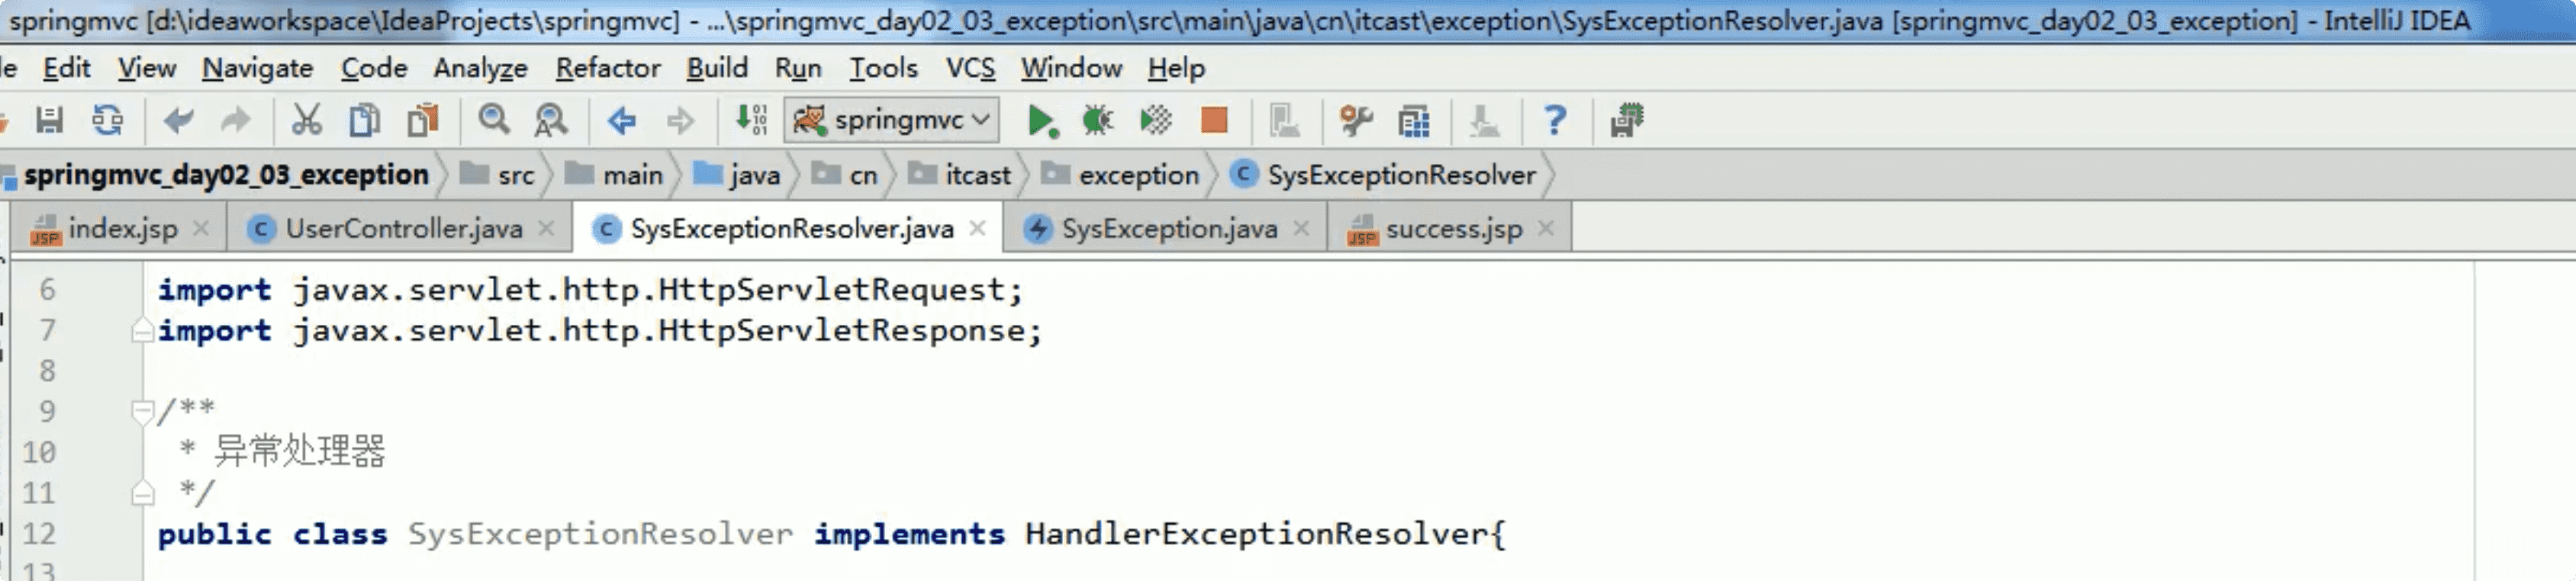 springmvc [d:\ideaworkspace\IdeaProjects\springmvc] - ...\springmvc_day02_03_exception\src\main\java\cn\itcast\exception\SysExceptionResolver.java [springmvc_day02_03_exception] - IntelliJ IDEA
le Edit View Navigate Code Analyze Refactor Build Run Tools VCS Window Help
springmvc
springmvc_day02_03_exception src main java cn itcast exception SysExceptionResolver
index.jsp UserController.java SysExceptionResolver.java SysException.java success.jsp
6 import javax.servlet.http.HttpServletRequest;
7 import javax.servlet.http.HttpServletResponse;
8
9 /**
10 * 异常处理器
11 */
12 public class SysExceptionResolver implements HandlerExceptionResolver{
13